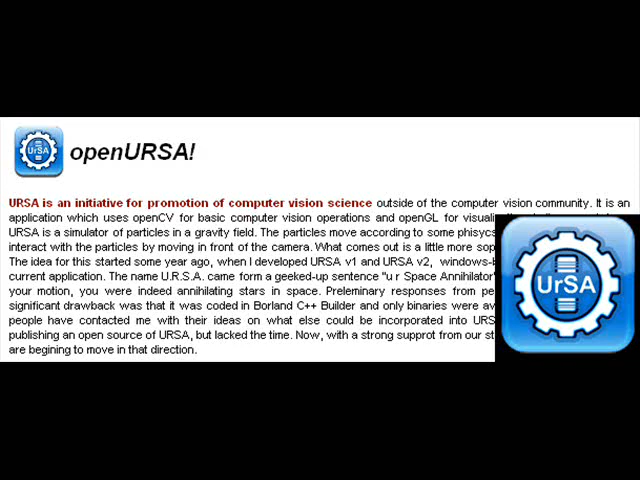 UrSA
openURSA!
URSA is an initiative for promotion of computer vision science outside of the computer vision community. It is an
application which uses openCV for basic computer vision operations and openGL for
URSA is a simulator of particles in a gravity field. The particles move according to some phisycs
interact with the particles by moving in front of the camera. What comes out is a little more
The idea for this started some year ago, when I developed URSA v1 and URSA v2,
current application. The name U.R.S.A. came form a geeked-up sentence "u r Space Annihilator"
your motion, you were indeed annihilating stars in space. Preleminary responses from
significant drawback was that it was coded in Borland C++ Builder and only binaries were
people have contacted me with their ideas on what else could be incorporated into
publishing an open source of URSA, but lacked the time. Now, with a strong supprot from our
are begining to move in that direction.
UrSA